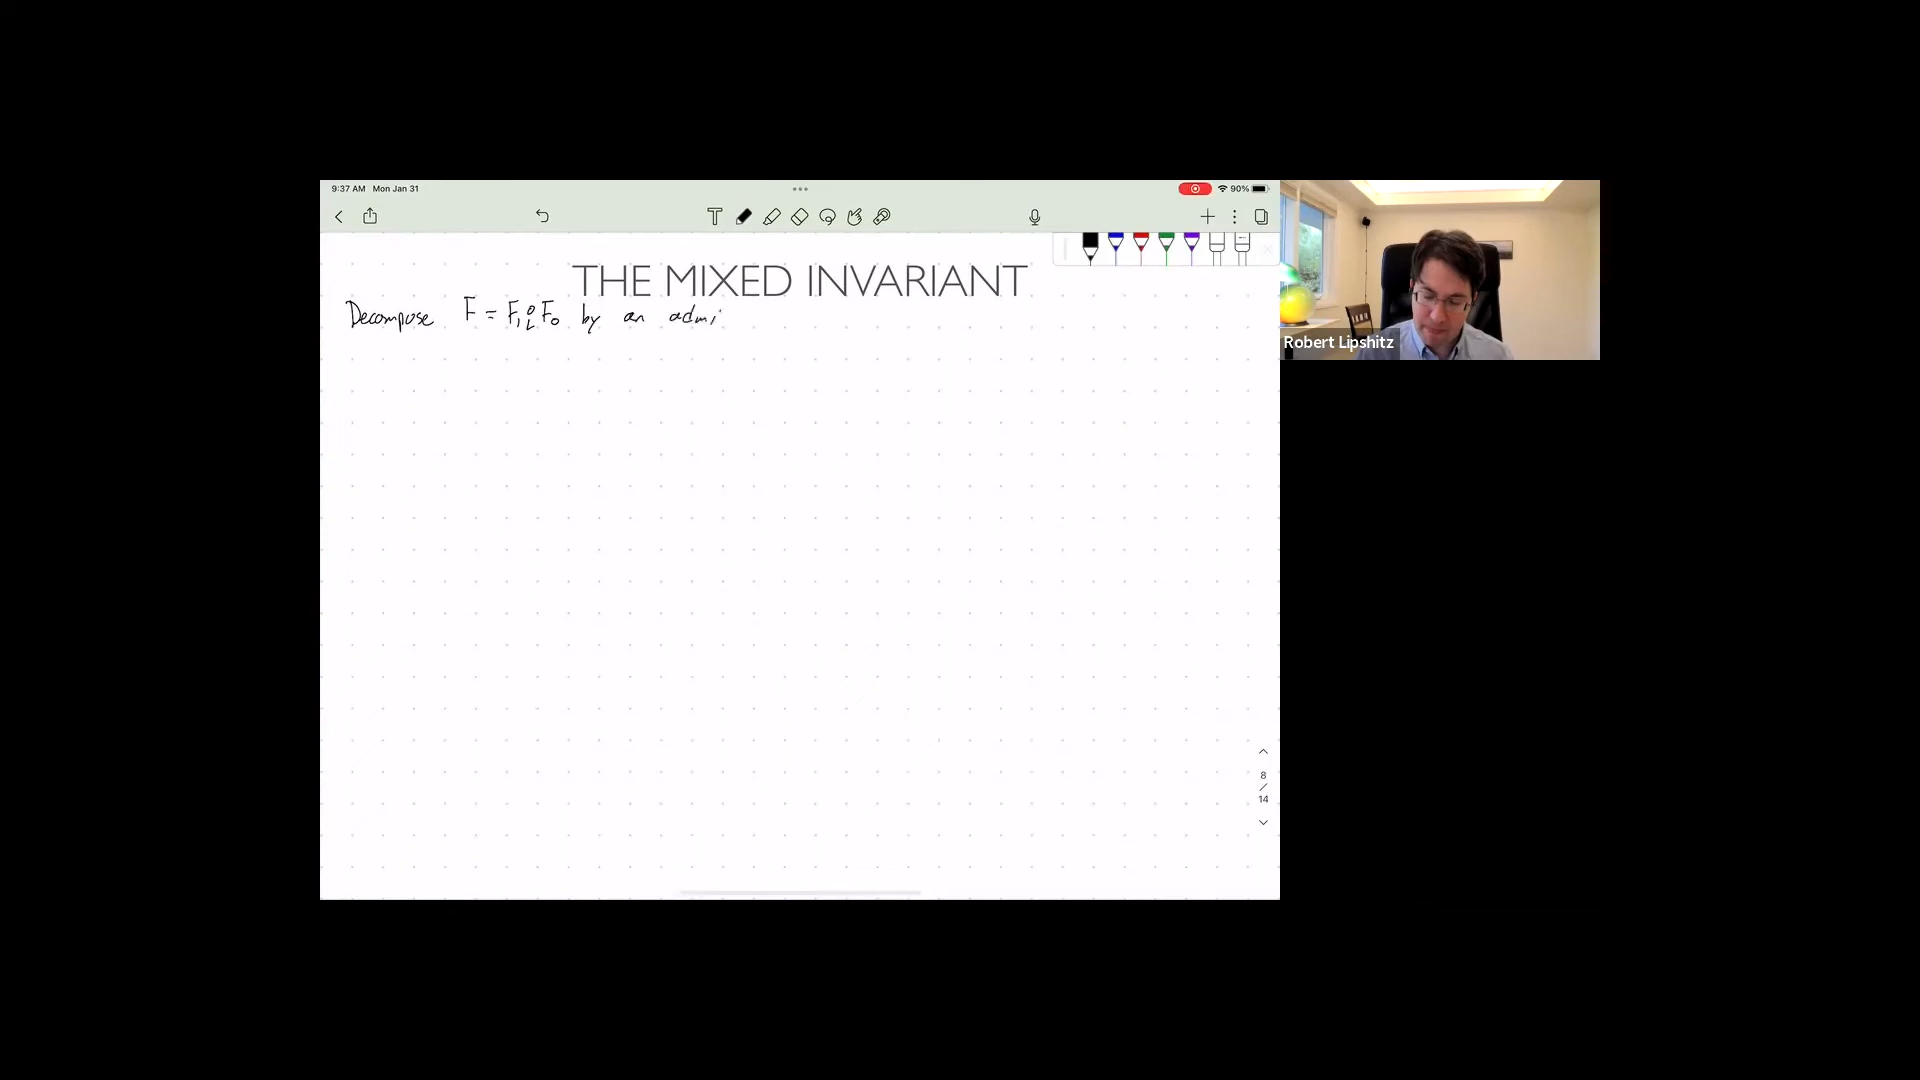 9:37 AM Mon Jan 31
90%
THE MIXED INVARIANT
Decompose F = F₁ ∘_L F₀ by an admi
Robert Lipshitz
8
/
14